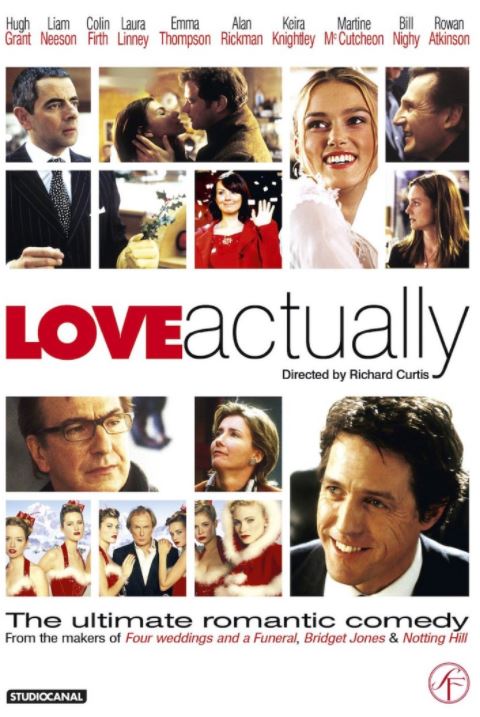 Hugh Liam Colin Laura Emma Alan Keira Martine Bill Rowan
Grant Neeson Firth Linney Thompson Rickman Knightley McCutcheon Nighy Atkinson
LOVEactually
Directed by Richard Curtis
The ultimate romantic comedy
From the makers of Four weddings and a Funeral, Bridget Jones & Notting Hill
STUDIOCANAL
SF